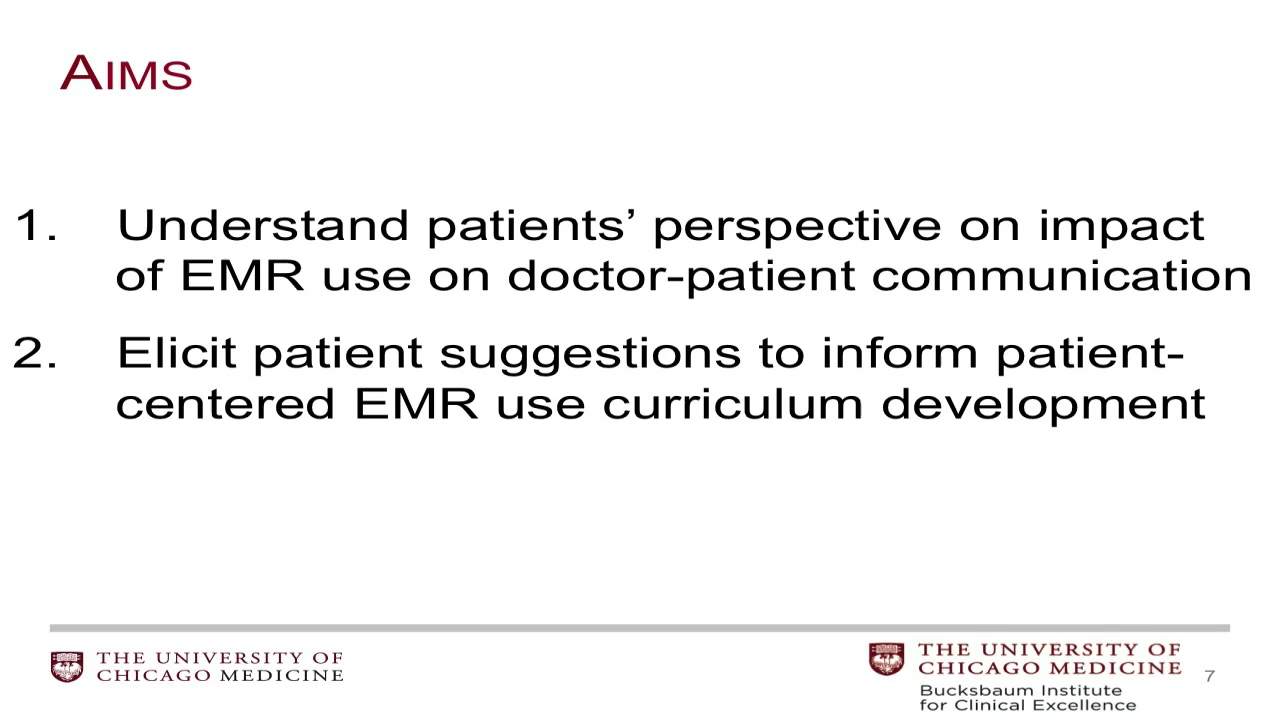 AIMS
1. Understand patients’ perspective on impact
of EMR use on doctor-patient communication
2. Elicit patient suggestions to inform patient-
centered EMR use curriculum development
THE UNIVERSITY OF
CHICAGO MEDICINE
THE UNIVERSITY OF
CHICAGO MEDICINE
Bucksbaum Institute
for Clinical Excellence
7